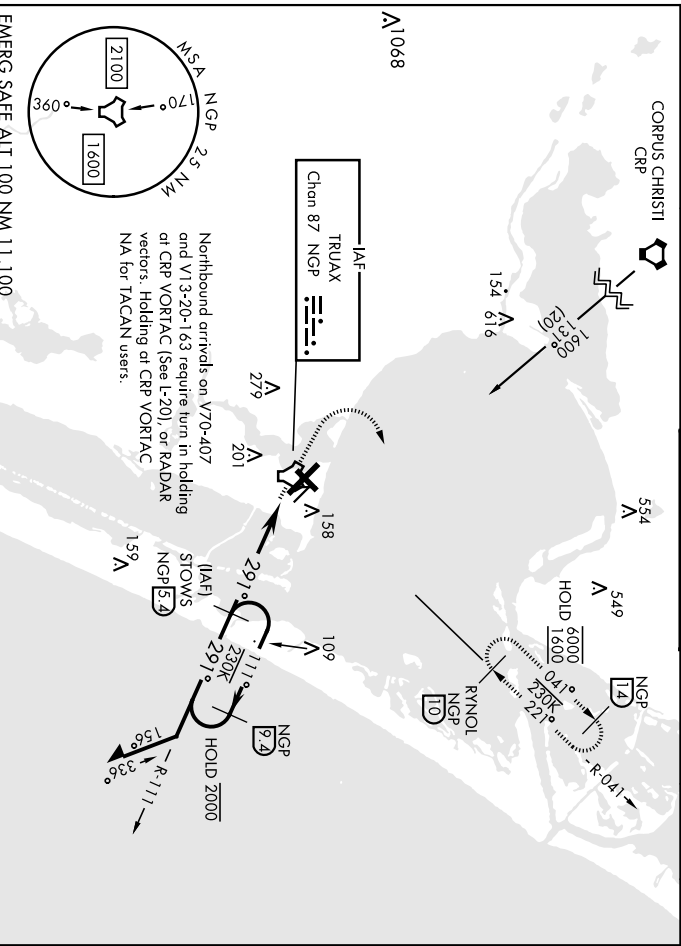 CORPUS CHRISTI
CRP
1600
131°
(20)
1068
154
616
554
549
HOLD 6000
1600
041°
230K
221°
NGP
14
R-041
RYNOL
NGP
10
IAF
TRUAX
Chan 87 NGP
279
201
158
Northbound arrivals on V70-407
and V13-20-163 require turn in holding
at CRP VORTAC (See L-20), or RADAR
vectors. Holding at CRP VORTAC
NA for TACAN users.
MSA NGP 25 NM
170°
2100
1600
360°
291°
(IAF)
STOWS
NGP 5.4
159
109
111°
230K
291°
NGP
9.4
HOLD 2000
156°
336°
R-111
EMERG SAFE ALT 100 NM 11,100